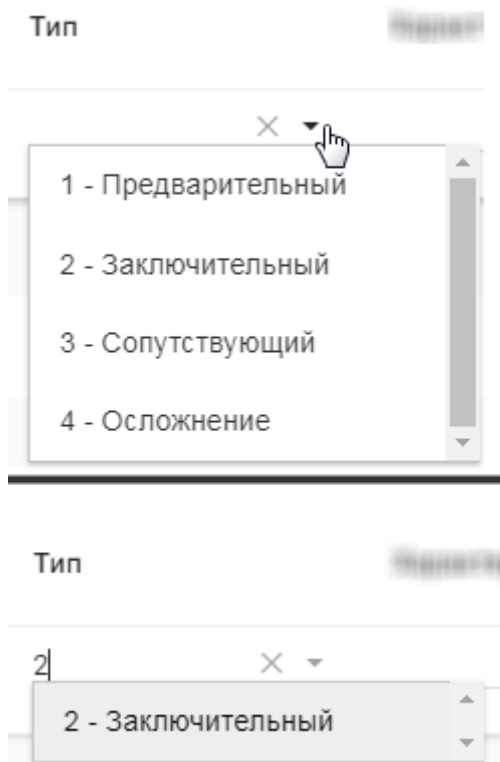 Тип
1 - Предварительный
2 - Заключительный
3 - Сопутствующий
4 - Осложнение
Тип
2
2 - Заключительный